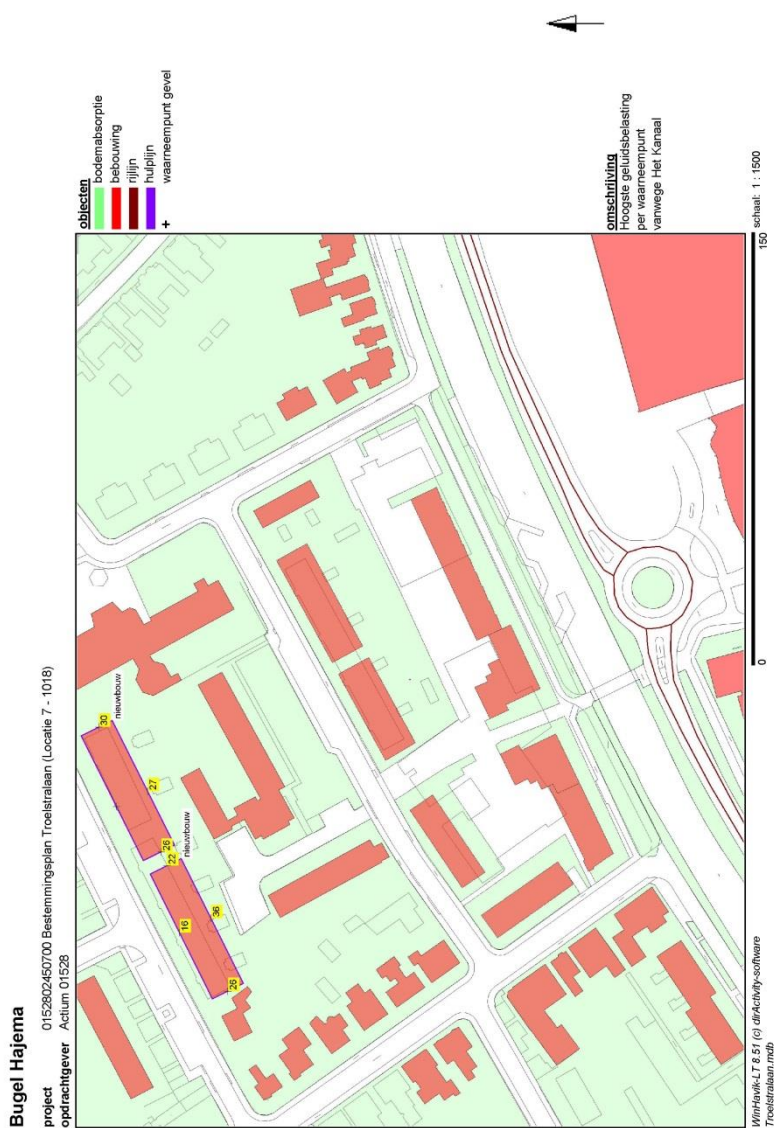 Bugel Hajema
project 0152802450700 Bestemmingsplan Troelstralaan (Locatie 7 - 1018)
opdrachtgever Actium 01528
objecten
bodemabsorptie
bebouwing
rijlijn
hulplijn
+ waarneempunt gevel
30
nieuwbouw
27
26
nieuwbouw
22
16
36
26
omschrijving
Hoogste geluidsbelasting
per waarneempunt
vanwege Het Kanaal
0 150
schaal: 1 : 1500
WinHavik-LT 8.51 (c) dirActivity-software
Troelstralaan.mdb